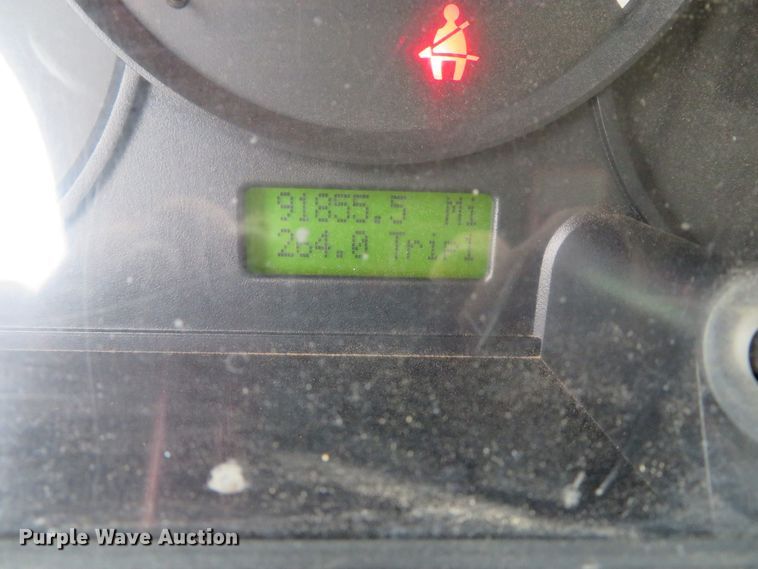 91855.5 Mi
264.0 Trip1
Purple Wave Auction